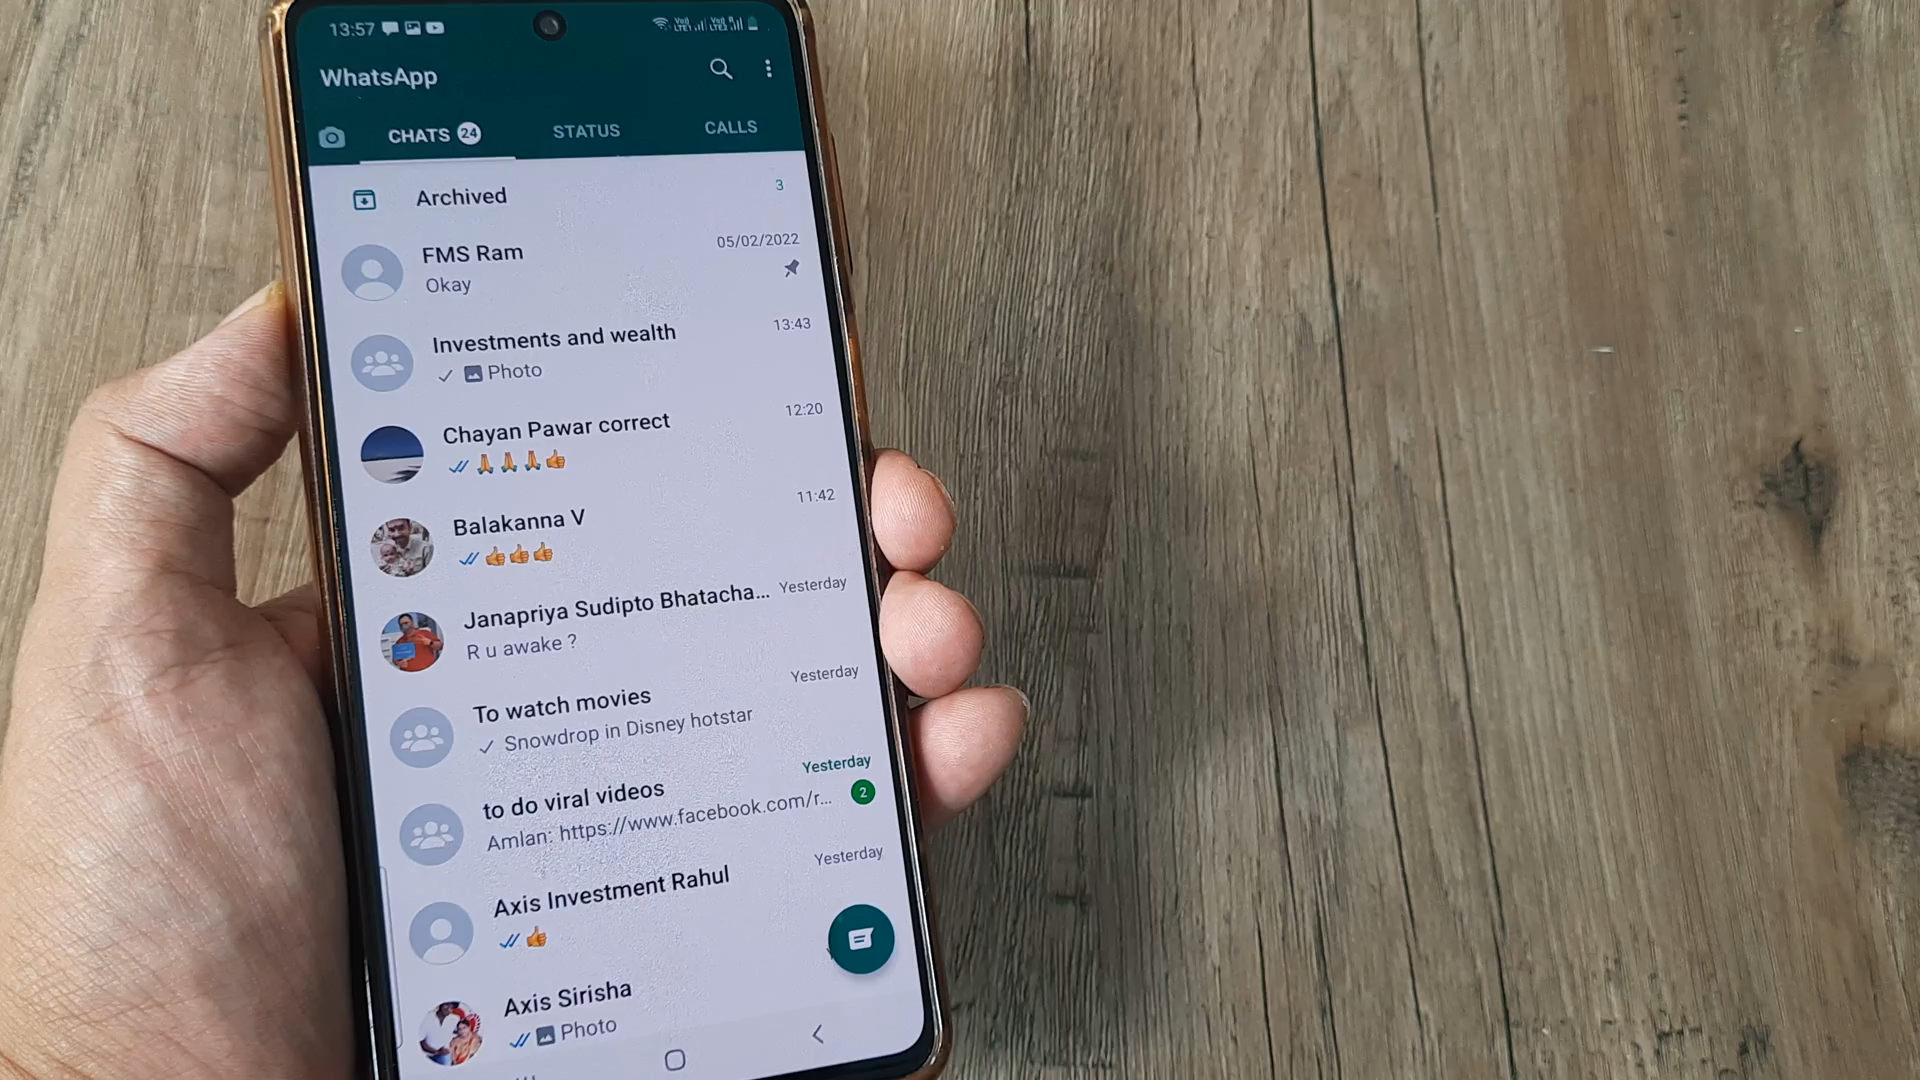 13:57
WhatsApp
CHATS 24 STATUS CALLS
Archived 3
FMS Ram 05/02/2022
Okay
Investments and wealth 13:43
Photo
Chayan Pawar correct 12:20
🙏🙏🙏👍
Balakanna V 11:42
👍👍👍
Janapriya Sudipto Bhatacha... Yesterday
R u awake ?
To watch movies Yesterday
Snowdrop in Disney hotstar
to do viral videos Yesterday
Amlan: https://www.facebook.com/r... 2
Axis Investment Rahul Yesterday
👍
Axis Sirisha
Photo